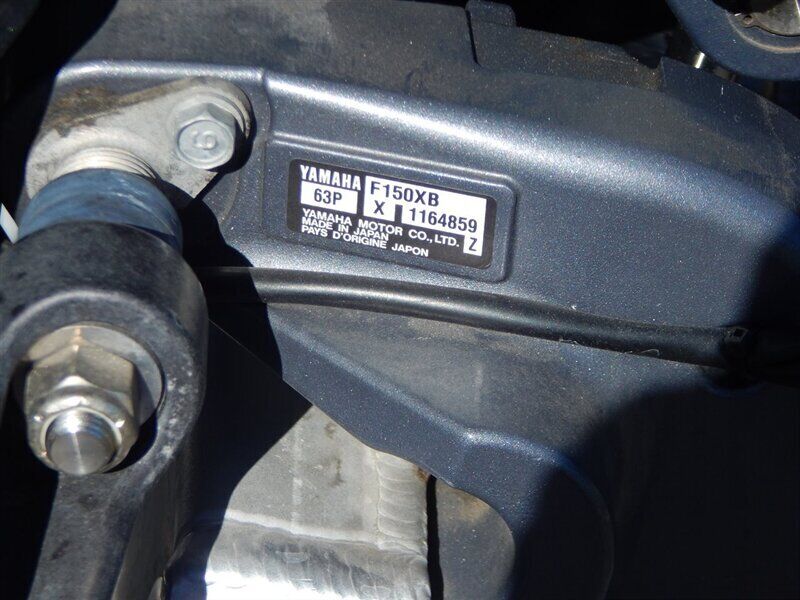 YAMAHA F150XB
63P X 1164859
YAMAHA MOTOR CO., LTD.
MADE IN JAPAN
PAYS D'ORIGINE JAPON Z